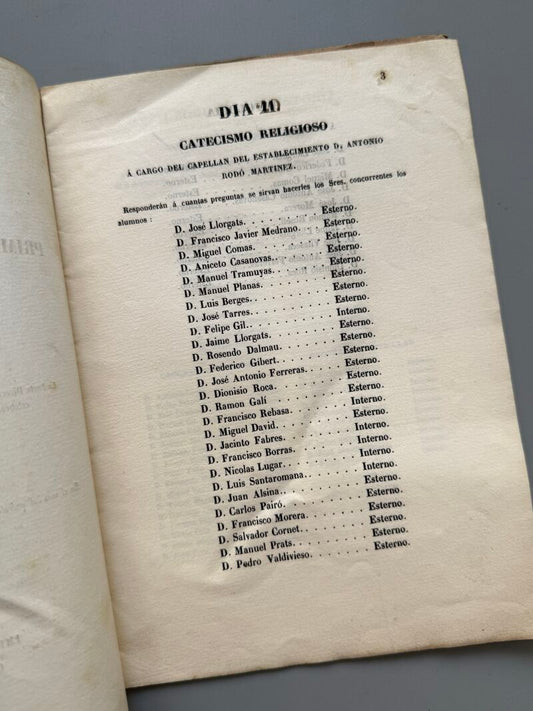 3
DIA 11
CATECISMO RELIGIOSO
Á CARGO DEL CAPELLAN DEL ESTABLECIMIENTO D. ANTONIO
RODÓ MARTINEZ.
Responderán á cuantas preguntas se sirvan hacerles los Sres. concurrentes los
alumnos :
D. José Llorgats. . . . . . . . . Esterno.
D. Francisco Javier Medrano. . . Esterno.
D. Miguel Comas. . . . . . . . Esterno.
D. Aniceto Casanovas. . . . . . Esterno.
D. Manuel Tramuyas. . . . . . . Esterno.
D. Manuel Planas. . . . . . . . Esterno.
D. Luis Berges. . . . . . . . . Esterno.
D. José Tarres. . . . . . . . . Esterno.
D. Felipe Gil. . . . . . . . . . Interno.
D. Jaime Llorgats. . . . . . . . Esterno.
D. Rosendo Dalmau. . . . . . . Esterno.
D. Federico Gibert. . . . . . . Esterno.
D. José Antonio Ferreras. . . . . Esterno.
D. Dionisio Roca. . . . . . . . Esterno.
D. Ramon Galí . . . . . . . . . Esterno.
D. Francisco Rebasa. . . . . . . Interno.
D. Miguel David. . . . . . . . Esterno.
D. Jacinto Fabres. . . . . . . . Interno.
D. Francisco Borras. . . . . . . Interno.
D. Nicolas Lugar. . . . . . . . Interno.
D. Luis Santaromana. . . . . . . Interno.
D. Juan Alsina. . . . . . . . . Esterno.
D. Carlos Pairó. . . . . . . . . Esterno.
D. Francisco Morera. . . . . . . Esterno.
D. Salvador Cornet. . . . . . . Esterno.
D. Manuel Prats. . . . . . . . Esterno.
D. Pedro Valdivieso. . . . . . . Esterno.